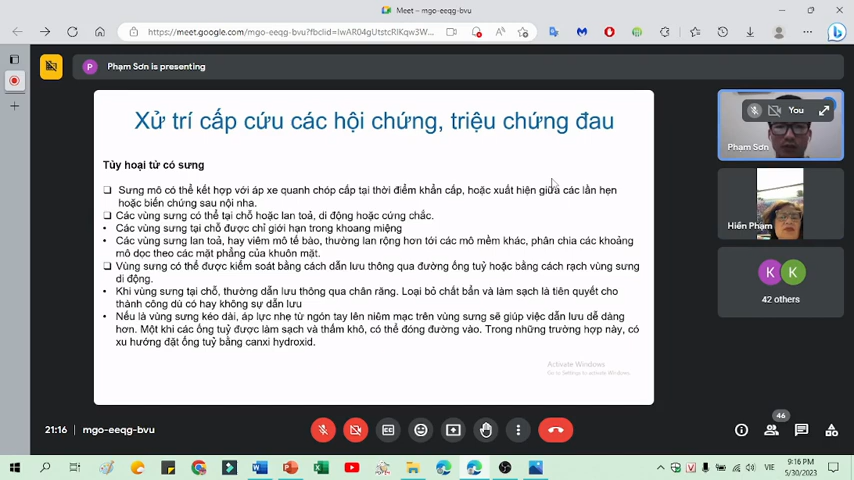 Meet – mgo-eeqg-bvu
https://meet.google.com/mgo-eeqg-bvu?fbclid=IwAR04gUtstcRlKqw3W...
P Phạm Sơn is presenting
Xử trí cấp cứu các hội chứng, triệu chứng đau
Tủy hoại tử có sưng
❑ Sưng mô có thể kết hợp với áp xe quanh chóp cấp tại thời điểm khẩn cấp, hoặc xuất hiện giữa các lần hẹn
hoặc biến chứng sau nội nha.
❑ Các vùng sưng có thể tại chỗ hoặc lan toả, di động hoặc cứng chắc.
• Các vùng sưng tại chỗ được chỉ giới hạn trong khoang miệng
• Các vùng sưng lan toả, hay viêm mô tế bào, thường lan rộng hơn tới các mô mềm khác, phân chia các khoảng
mô dọc theo các mặt phẳng của khuôn mặt.
❑ Vùng sưng có thể được kiểm soát bằng cách dẫn lưu thông qua đường ống tuỷ hoặc bằng cách rạch vùng sưng
di động.
• Khi vùng sưng tại chỗ, thường dẫn lưu thông qua chân răng. Loại bỏ chất bẩn và làm sạch là tiên quyết cho
thành công dù có hay không sự dẫn lưu
• Nếu là vùng sưng kéo dài, áp lực nhẹ từ ngón tay lên niêm mạc trên vùng sưng sẽ giúp việc dẫn lưu dễ dàng
hơn. Một khi các ống tuỷ được làm sạch và thấm khô, có thể đóng đường vào. Trong những trường hợp này, có
xu hướng đặt ống tuỷ bằng canxi hydroxid.
Activate Windows
Go to Settings to activate Windows.
You
Phạm Sơn
Hiền Phạm
K K
42 others
21:16 mgo-eeqg-bvu
46
VIE
9:16 PM
5/30/2023